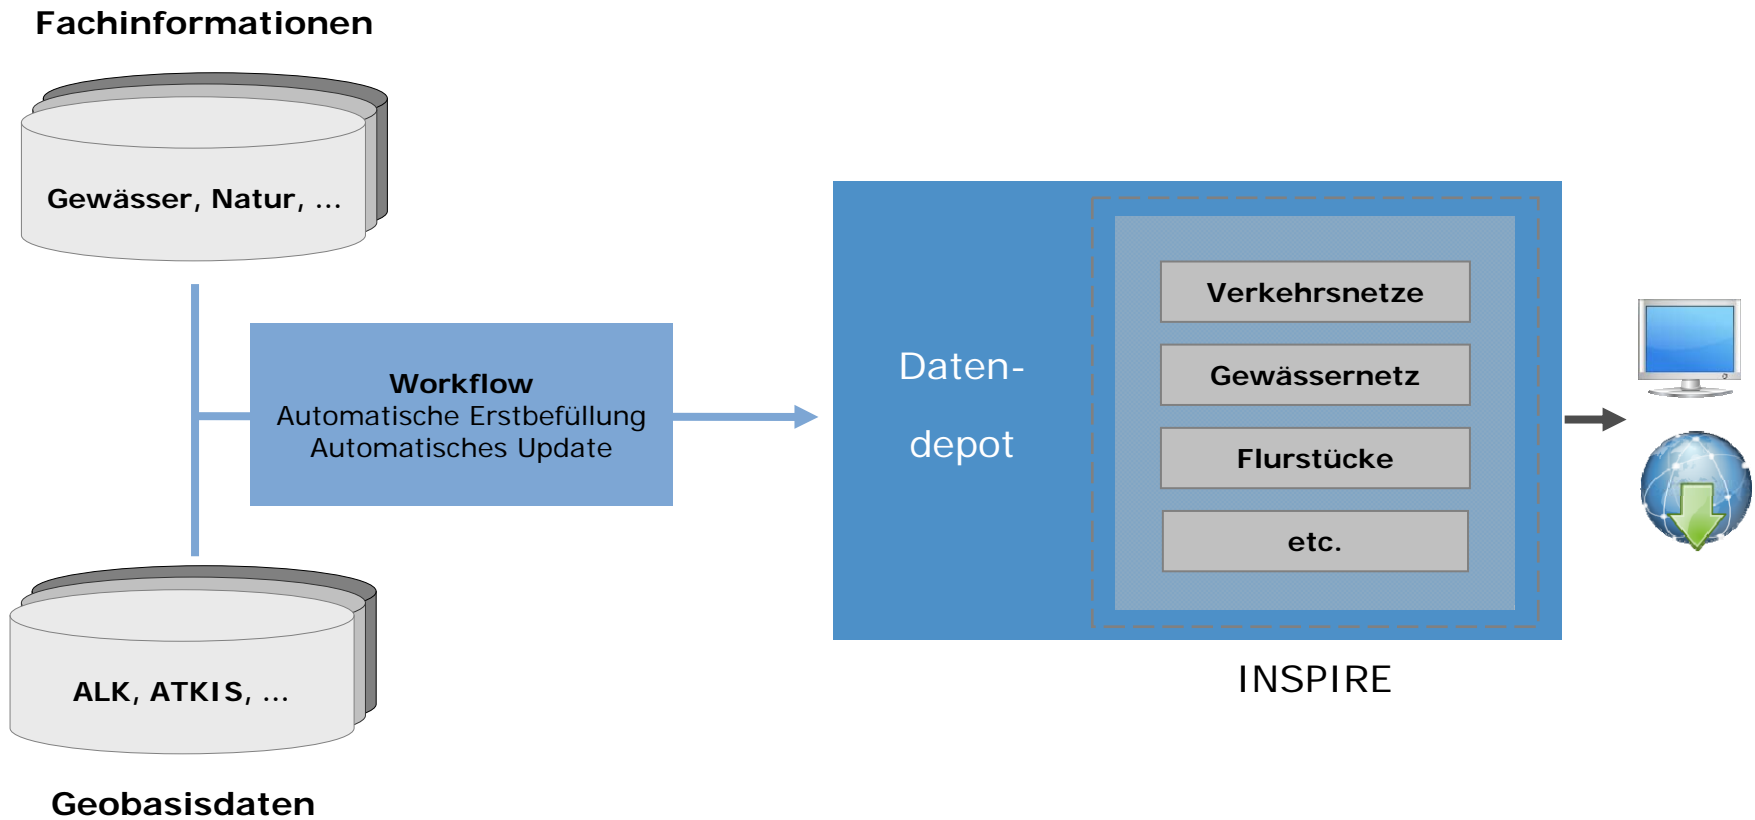 Fachinformationen
Gewässer, Natur, ...
Workflow
Automatische Erstbefüllung
Automatisches Update
ALK, ATKIS, ...
Geobasisdaten
Daten-
depot
Verkehrsnetze
Gewässernetz
Flurstücke
etc.
INSPIRE